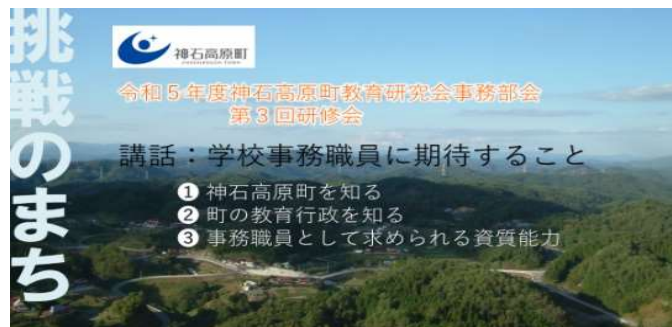 挑戦のまち
神石高原町
令和5年度神石高原町教育研究会事務部会
第3回研修会
講話：学校事務職員に期待すること
❶ 神石高原町を知る
❷ 町の教育行政を知る
❸ 事務職員として求められる資質能力